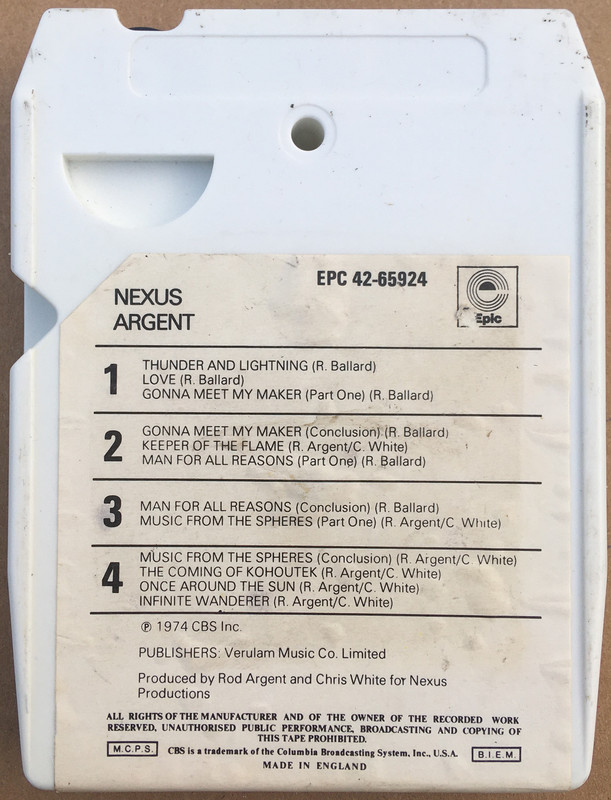 EPC 42-65924
Epic
NEXUS
ARGENT
1
THUNDER AND LIGHTNING (R. Ballard)
LOVE (R. Ballard)
GONNA MEET MY MAKER (Part One) (R. Ballard)
2
GONNA MEET MY MAKER (Conclusion) (R. Ballard)
KEEPER OF THE FLAME (R. Argent/C. White)
MAN FOR ALL REASONS (Part One) (R. Ballard)
3
MAN FOR ALL REASONS (Conclusion) (R. Ballard)
MUSIC FROM THE SPHERES (Part One) (R. Argent/C. White)
4
MUSIC FROM THE SPHERES (Conclusion) (R. Argent/C. White)
THE COMING OF KOHOUTEK (R. Argent/C. White)
ONCE AROUND THE SUN (R. Argent/C. White)
INFINITE WANDERER (R. Argent/C. White)
℗ 1974 CBS Inc.
PUBLISHERS: Verulam Music Co. Limited
Produced by Rod Argent and Chris White for Nexus
Productions
ALL RIGHTS OF THE MANUFACTURER AND OF THE OWNER OF THE RECORDED WORK
RESERVED, UNAUTHORISED PUBLIC PERFORMANCE, BROADCASTING AND COPYING OF
THIS TAPE PROHIBITED.
M.C.P.S.
CBS is a trademark of the Columbia Broadcasting System, Inc., U.S.A.
B.I.E.M.
MADE IN ENGLAND